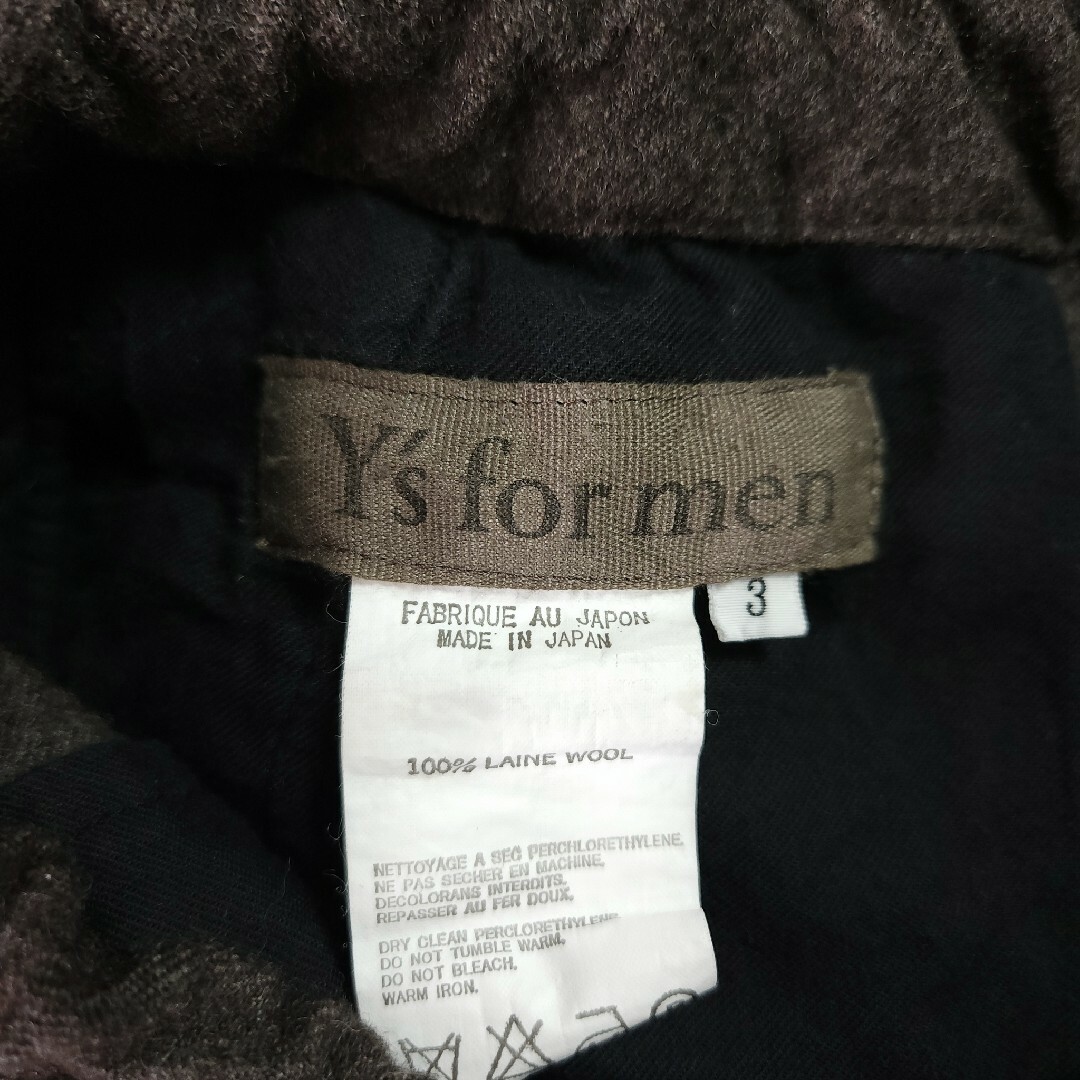 Y's for men
3
FABRIQUE AU JAPON
MADE IN JAPAN
100% LAINE WOOL
NETTOYAGE A SEC PERCHLORETHYLENE.
NE PAS SECHER EN MACHINE.
DECOLORANS INTERDITS.
REPASSER AU FER DOUX.
DRY CLEAN PERCLORETHYLENE
DO NOT TUMBLE WARM.
DO NOT BLEACH.
WARM IRON.